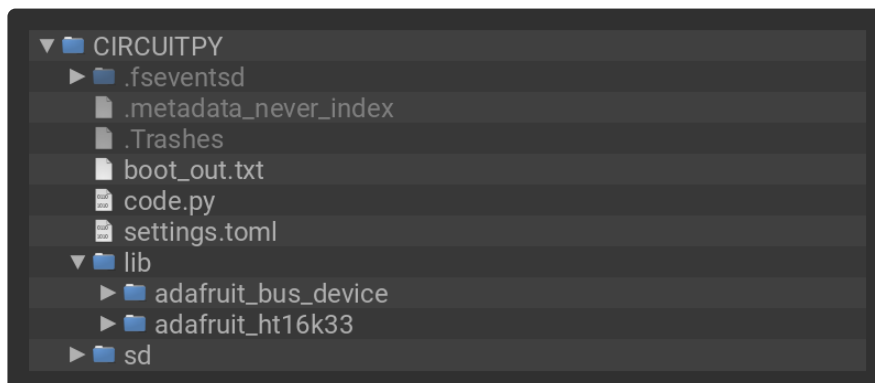 CIRCUITPY
.fseventsd
.metadata_never_index
.Trashes
boot_out.txt
code.py
settings.toml
lib
adafruit_bus_device
adafruit_ht16k33
sd